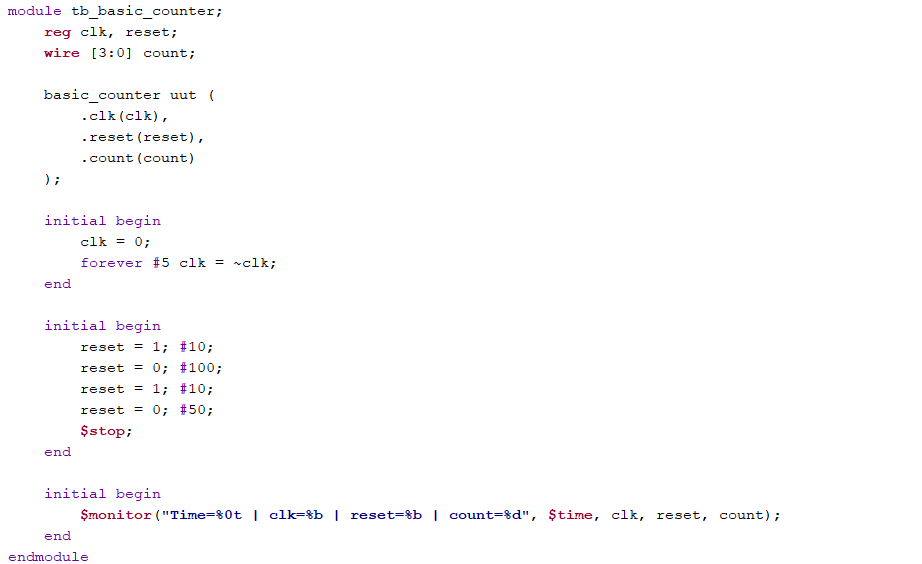 module tb_basic_counter;
    reg clk, reset;
    wire [3:0] count;

    basic_counter uut (
        .clk(clk),
        .reset(reset),
        .count(count)
    );

    initial begin
        clk = 0;
        forever #5 clk = ~clk;
    end

    initial begin
        reset = 1; #10;
        reset = 0; #100;
        reset = 1; #10;
        reset = 0; #50;
        $stop;
    end

    initial begin
        $monitor("Time=%0t | clk=%b | reset=%b | count=%d", $time, clk, reset, count);
    end
endmodule